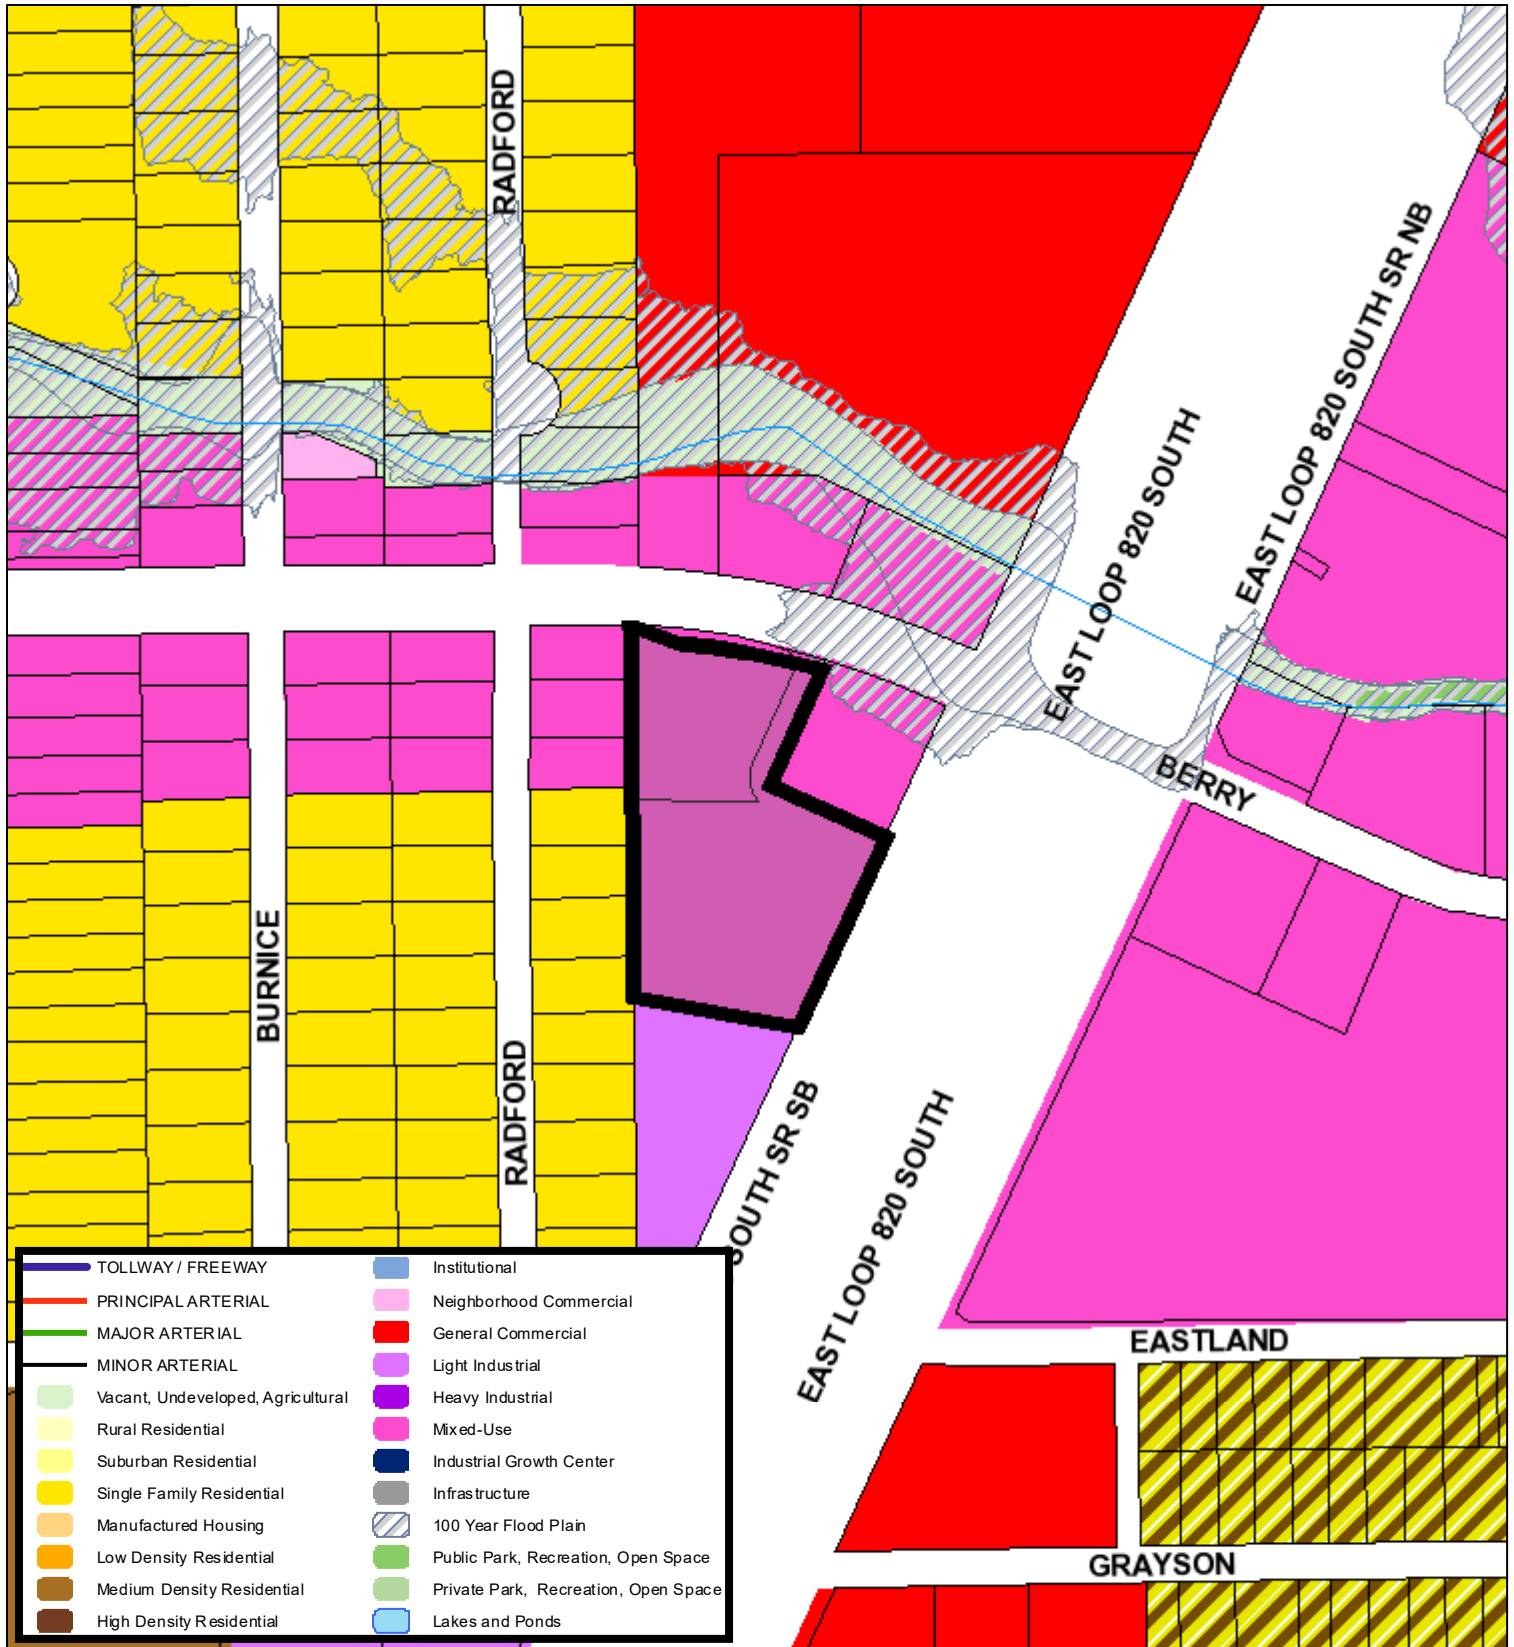 RADFORD
EAST LOOP 820 SOUTH SR NB
EAST LOOP 820 SOUTH
BERRY
BURNICE
RADFORD
SOUTH SR SB
EAST LOOP 820 SOUTH
EASTLAND
GRAYSON
TOLLWAY / FREEWAY
PRINCIPAL ARTERIAL
MAJOR ARTERIAL
MINOR ARTERIAL
Vacant, Undeveloped, Agricultural
Rural Residential
Suburban Residential
Single Family Residential
Manufactured Housing
Low Density Residential
Medium Density Residential
High Density Residential
Institutional
Neighborhood Commercial
General Commercial
Light Industrial
Heavy Industrial
Mixed-Use
Industrial Growth Center
Infrastructure
100 Year Flood Plain
Public Park, Recreation, Open Space
Private Park, Recreation, Open Space
Lakes and Ponds